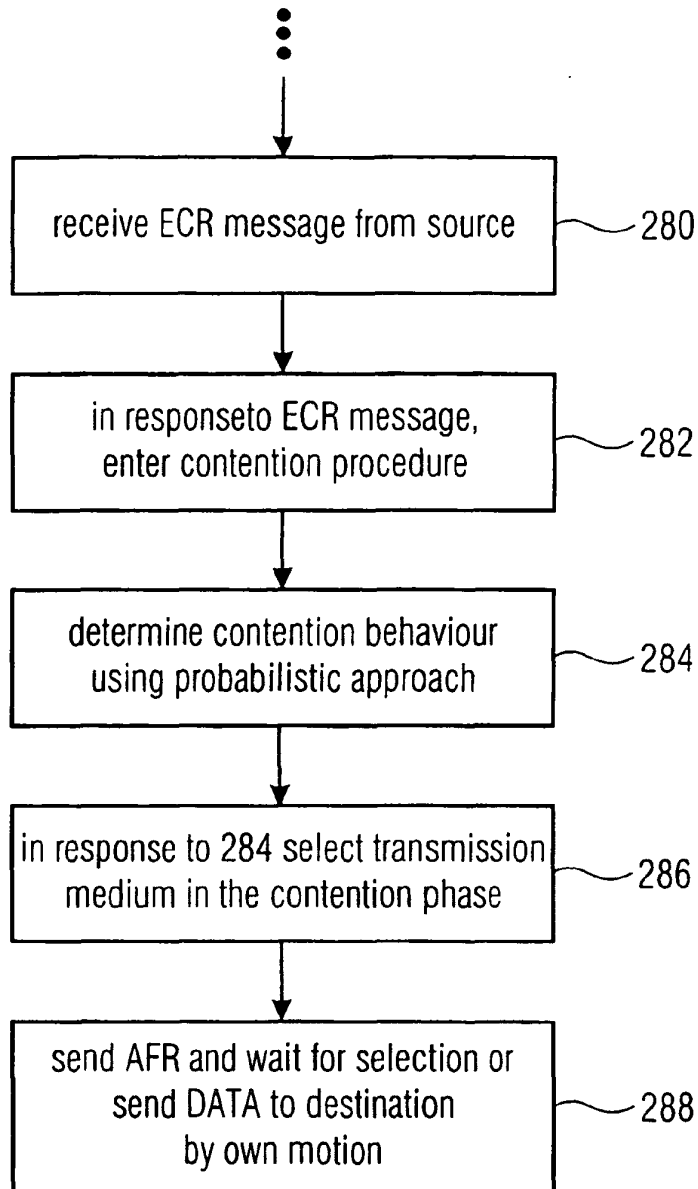 receive ECR message from source
280
in responseto ECR message,
enter contention procedure
282
determine contention behaviour
using probabilistic approach
284
in response to 284 select transmission
medium in the contention phase
286
send AFR and wait for selection or
send DATA to destination
by own motion
288